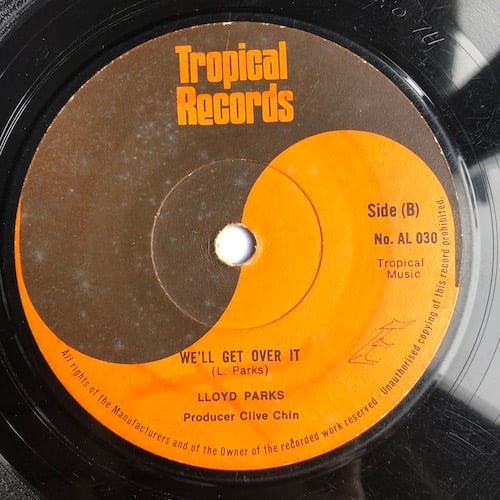 Tropical
Records
Side (B)
No. AL 030
Tropical
Music
WE'LL GET OVER IT
(L. Parks)
LLOYD PARKS
Producer Clive Chin
All rights of the Manufacturers and of the Owner of the recorded work reserved - Unauthorised copying of this record prohibited.